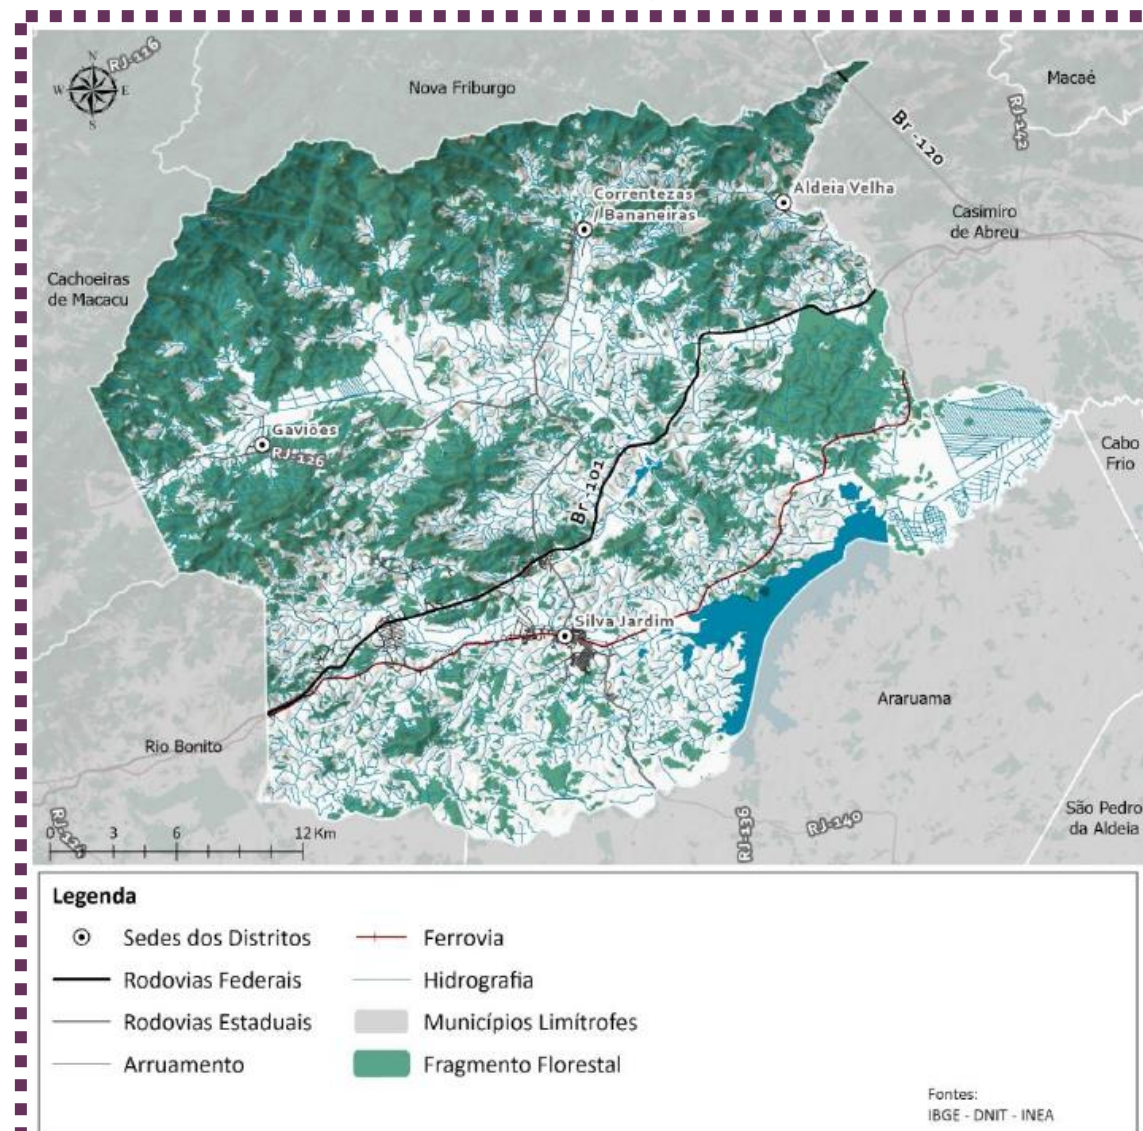 RJ-116
N
W
E
S
Nova Friburgo
Macaé
RJ-142
Br -120
Correntezas
/ Bananeiras
Aldeia Velha
Casimiro
de Abreu
Cachoeiras
de Macacu
Gaviões
RJ-126
Br -101
Cabo
Frio
Silva Jardim
Araruama
Rio Bonito
São Pedro
da Aldeia
RJ-136
RJ-140
0 3 6 12 Km
Legenda
Sedes dos Distritos
Ferrovia
Rodovias Federais
Hidrografia
Rodovias Estaduais
Municípios Limítrofes
Arruamento
Fragmento Florestal
Fontes:
IBGE - DNIT - INEA